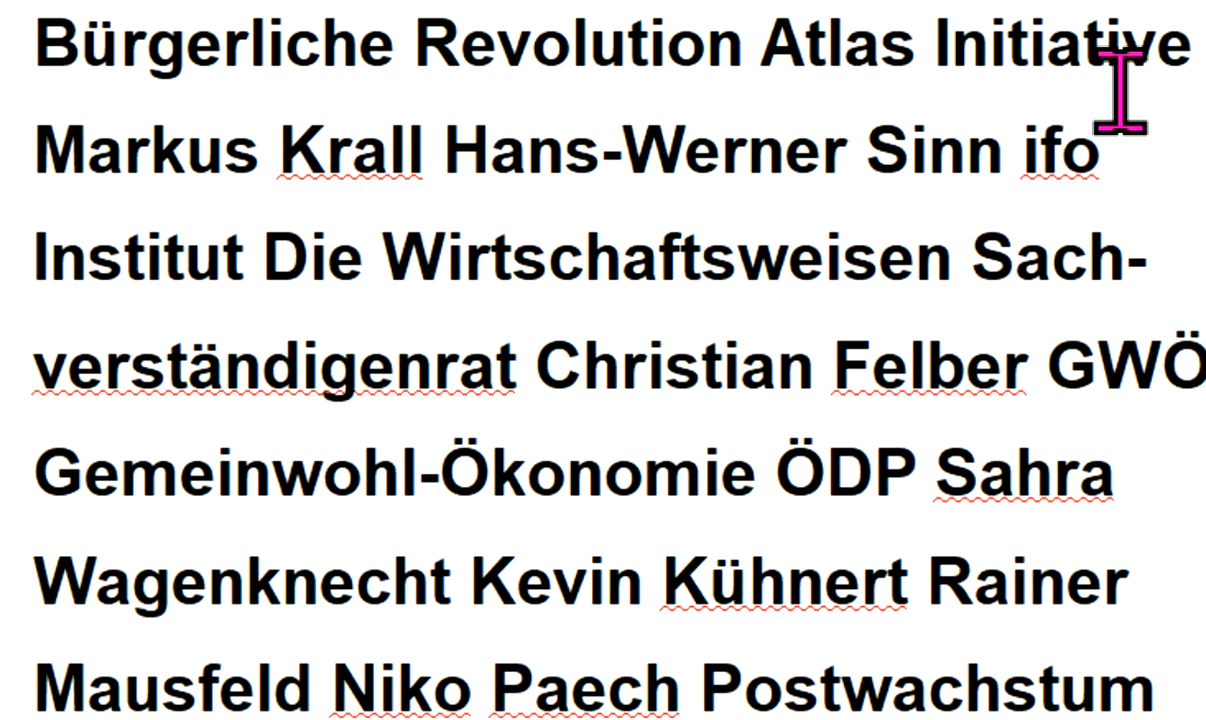 Bürgerliche Revolution Atlas Initiative
Markus Krall Hans-Werner Sinn ifo
Institut Die Wirtschaftsweisen Sach-
verständigenrat Christian Felber GWÖ
Gemeinwohl-Ökonomie ÖDP Sahra
Wagenknecht Kevin Kühnert Rainer
Mausfeld Niko Paech Postwachstum